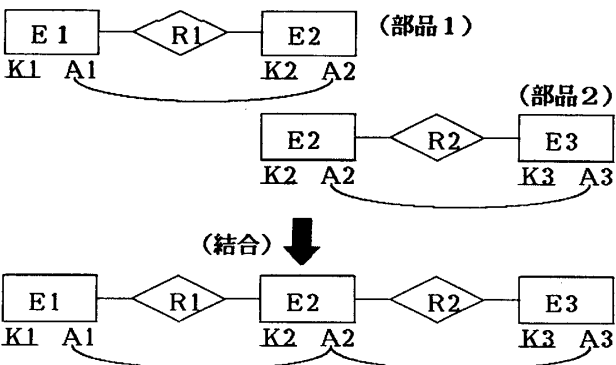 E1 R1 E2 (部品1)
K1 A1 K2 A2
(部品2)
E2 R2 E3
K2 A2 K3 A3
(結合)
E1 R1 E2 R2 E3
K1 A1 K2 A2 K3 A3